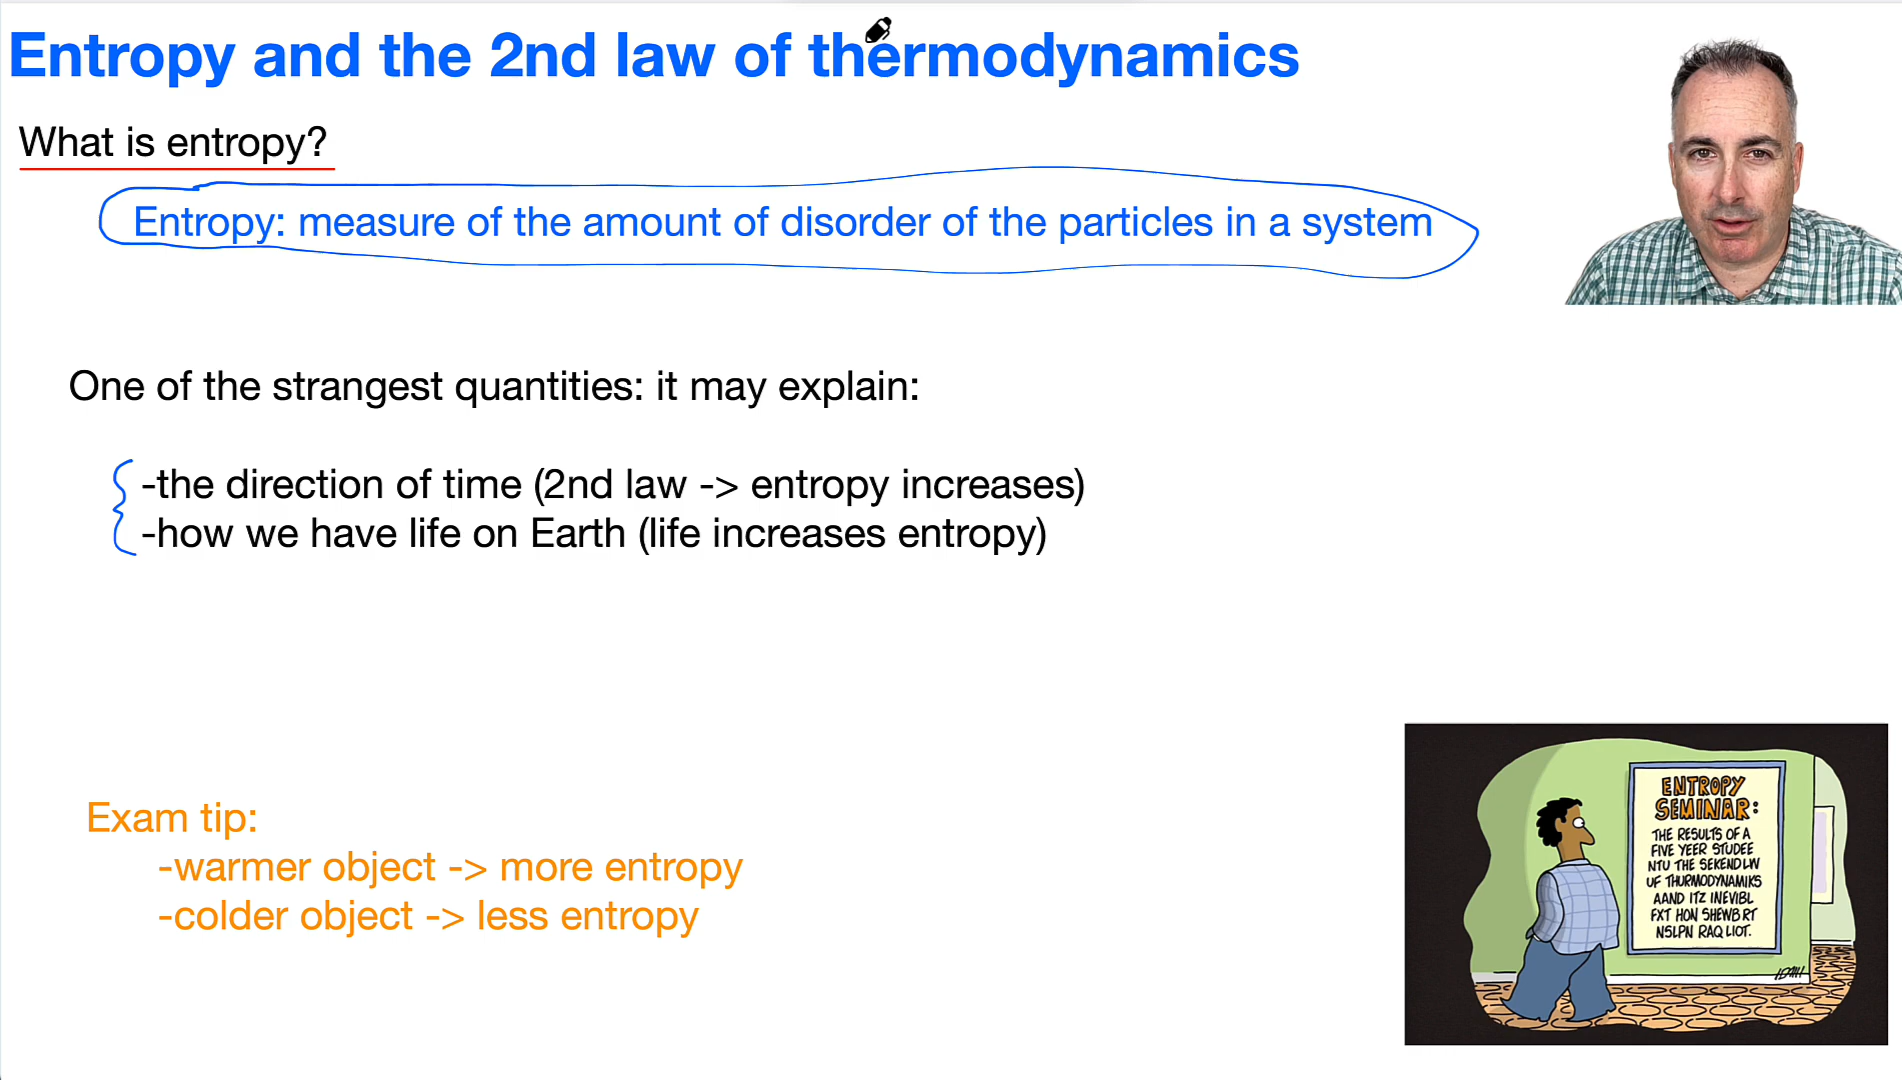 Entropy and the 2nd law of thermodynamics
What is entropy?
Entropy: measure of the amount of disorder of the particles in a system
One of the strangest quantities: it may explain:
-the direction of time (2nd law -> entropy increases)
-how we have life on Earth (life increases entropy)
Exam tip:
-warmer object -> more entropy
-colder object -> less entropy
ENTROPY
SEMINAR:
THE RESULTS OF A
FIVE YEER STUDEE
NTU THE SEKEND LW
UF THURMODYNAMIKS
AAND ITZ INEVIBL
FXT HON SHEWB RT
NSLPN RAQ LIOT.